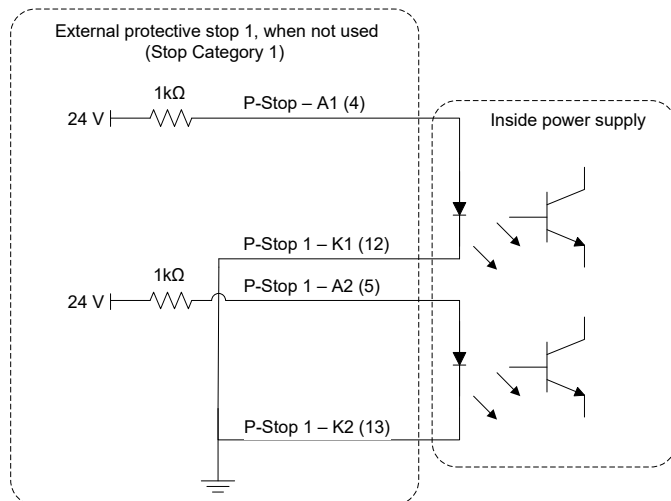 External protective stop 1, when not used
(Stop Category 1)
1kΩ
P-Stop – A1 (4)
24 V
Inside power supply
P-Stop 1 – K1 (12)
1kΩ
P-Stop 1 – A2 (5)
24 V
P-Stop 1 – K2 (13)